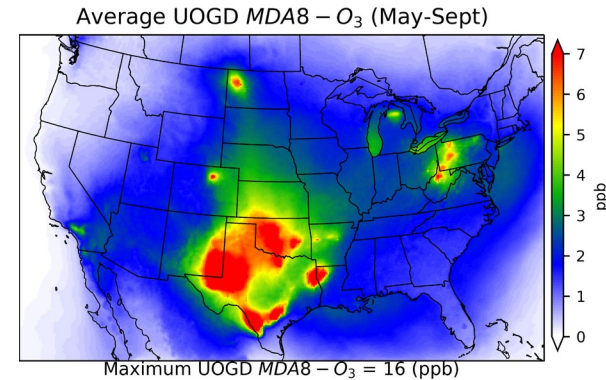 Average UOGD MDA8 − O₃ (May-Sept)
7
6
5
4
3
2
1
0
ppb
Maximum UOGD MDA8 − O₃ = 16 (ppb)